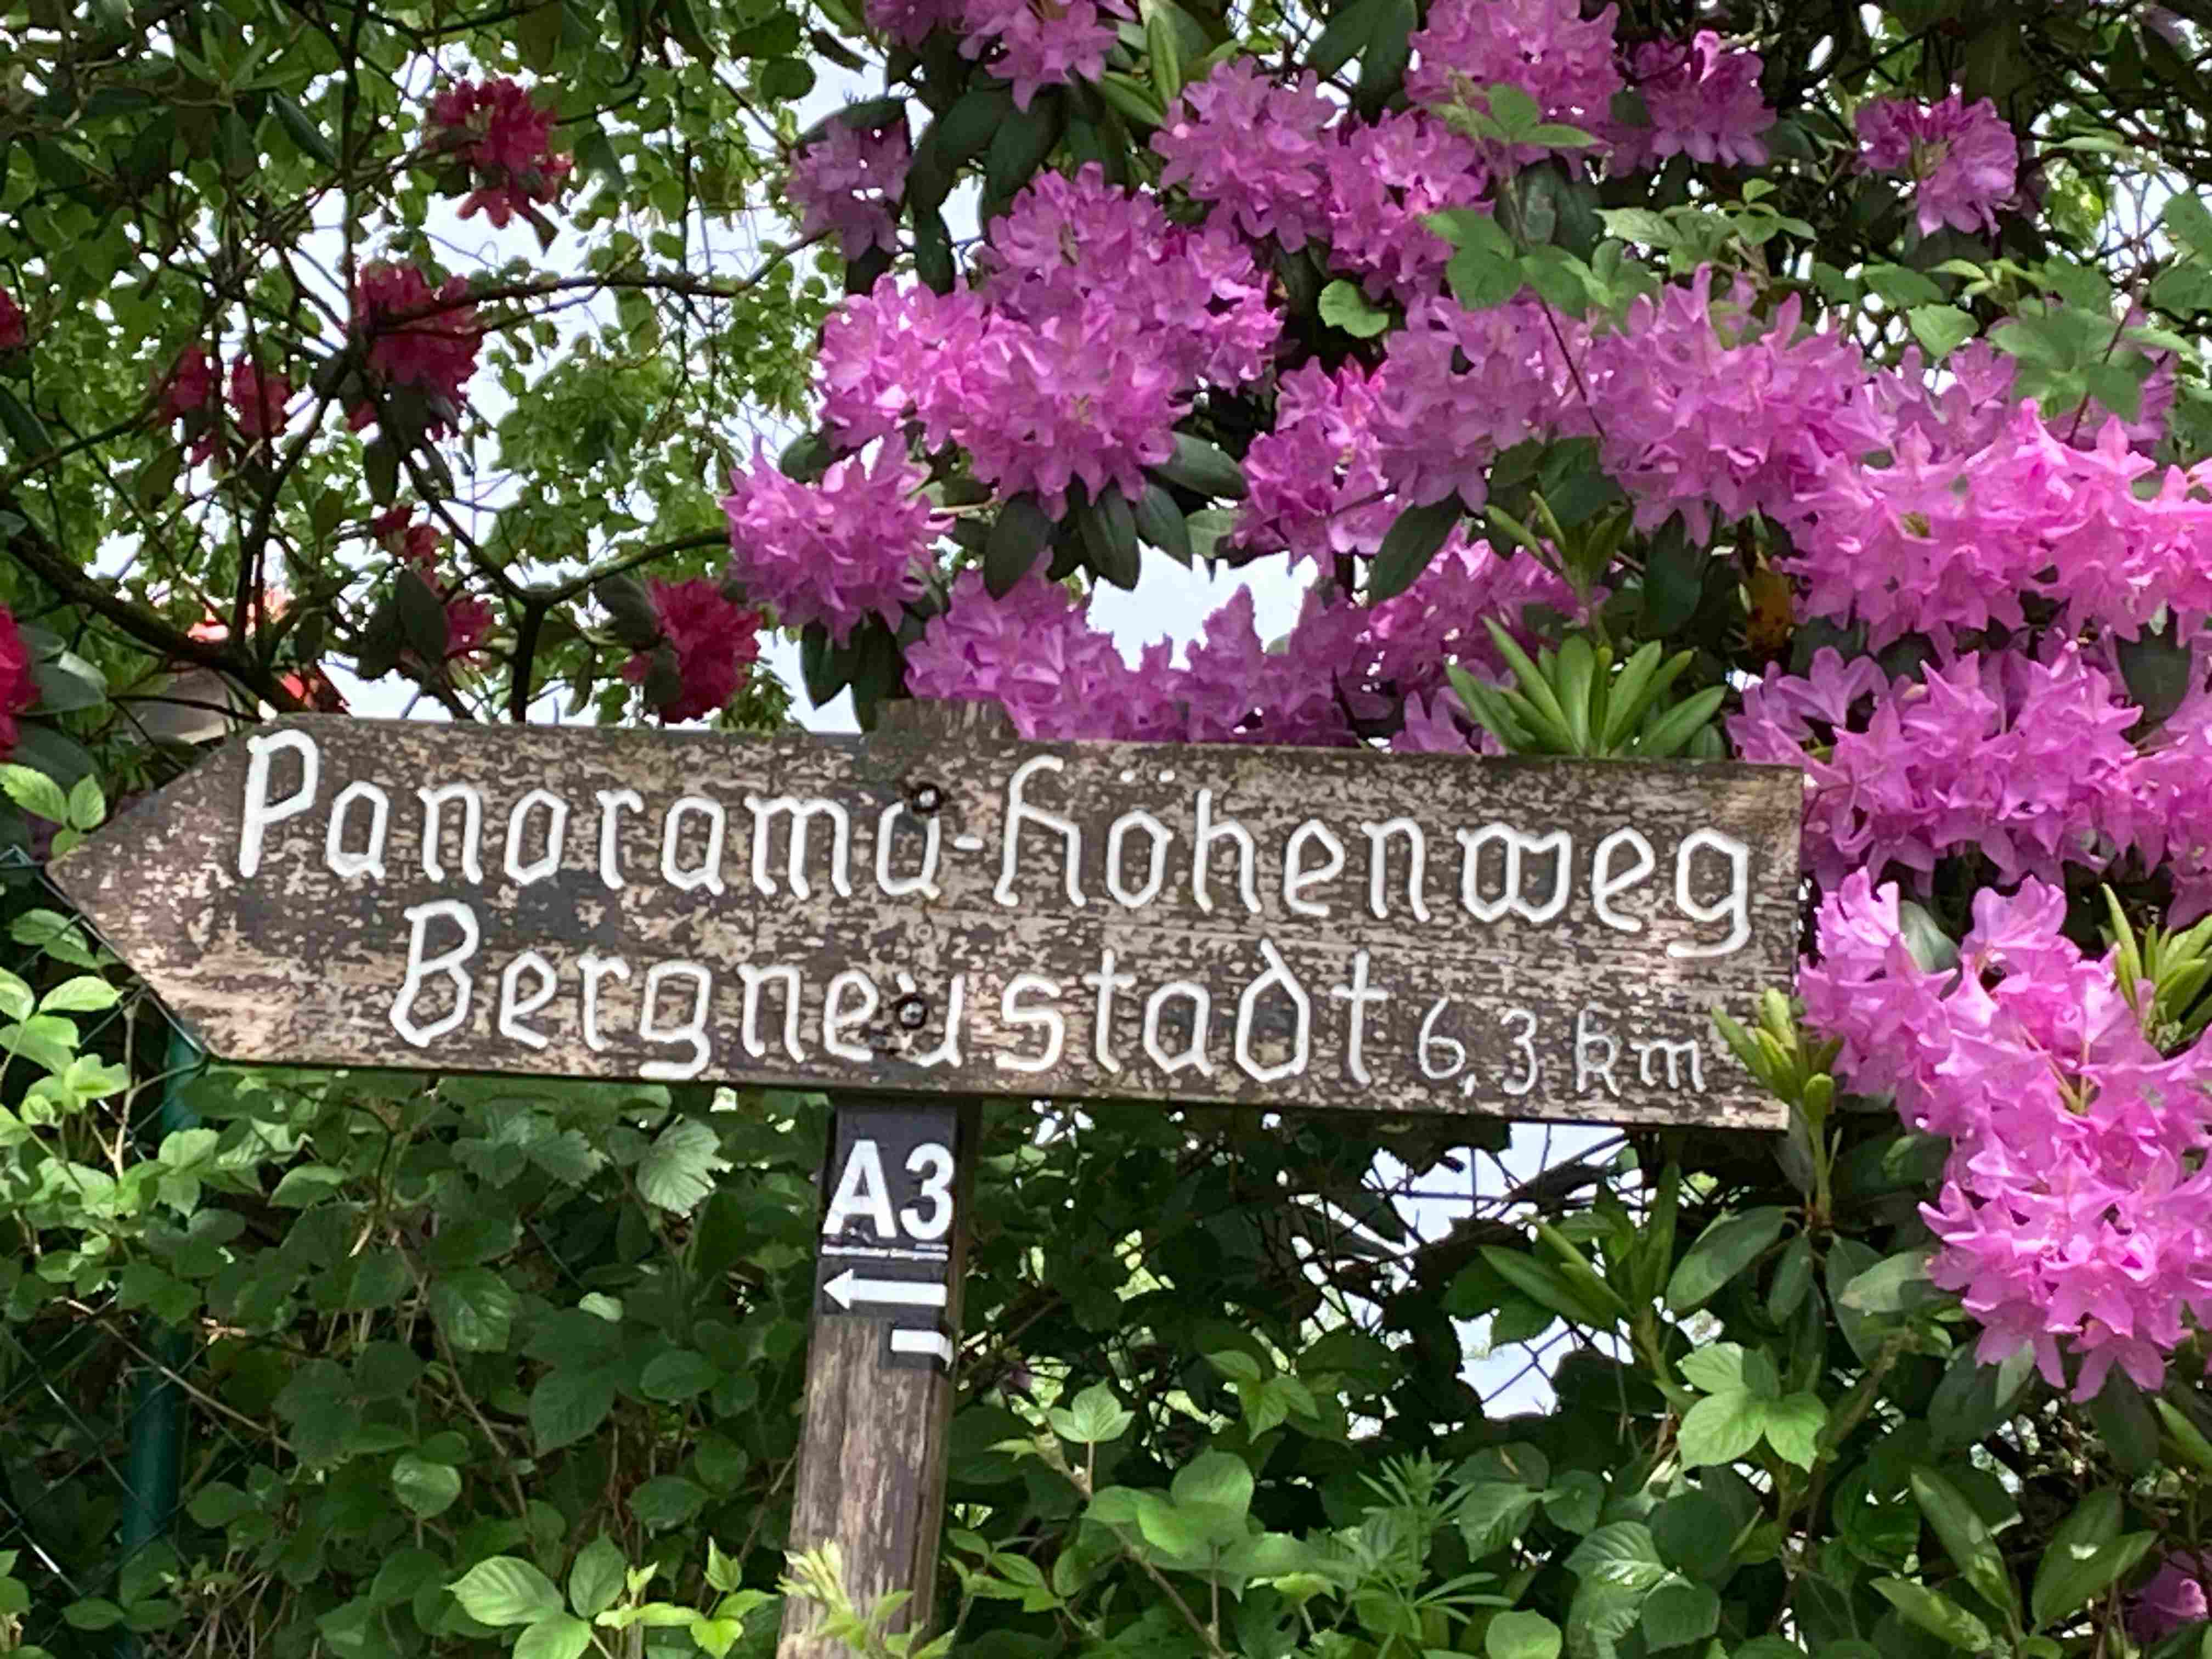 Panorama-Höhenweg
Bergneustadt 6,3 km
A3